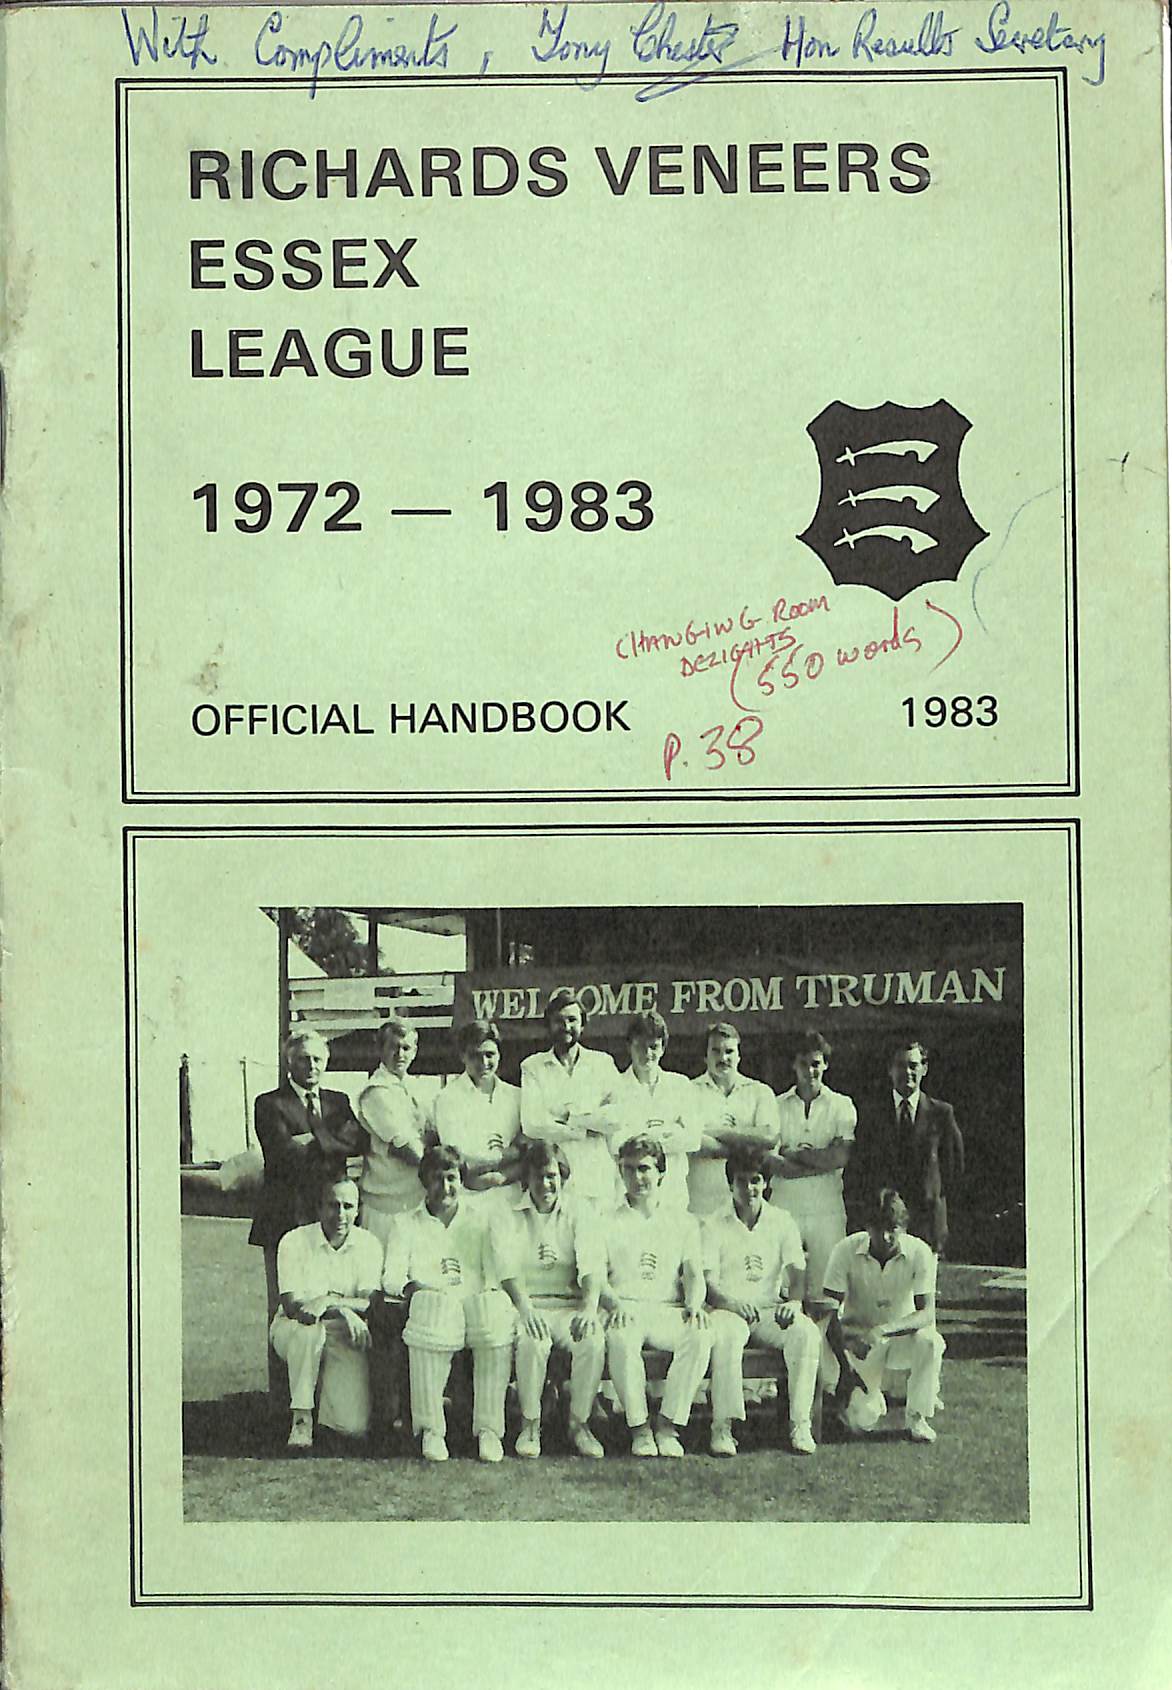 With Compliments, Tony Chester Hon Results Secretary
RICHARDS VENEERS
ESSEX
LEAGUE
1972 — 1983
CHANGING ROOM
DELIGHTS
(550 words)
OFFICIAL HANDBOOK 1983
P. 38
WELCOME FROM TRUMAN